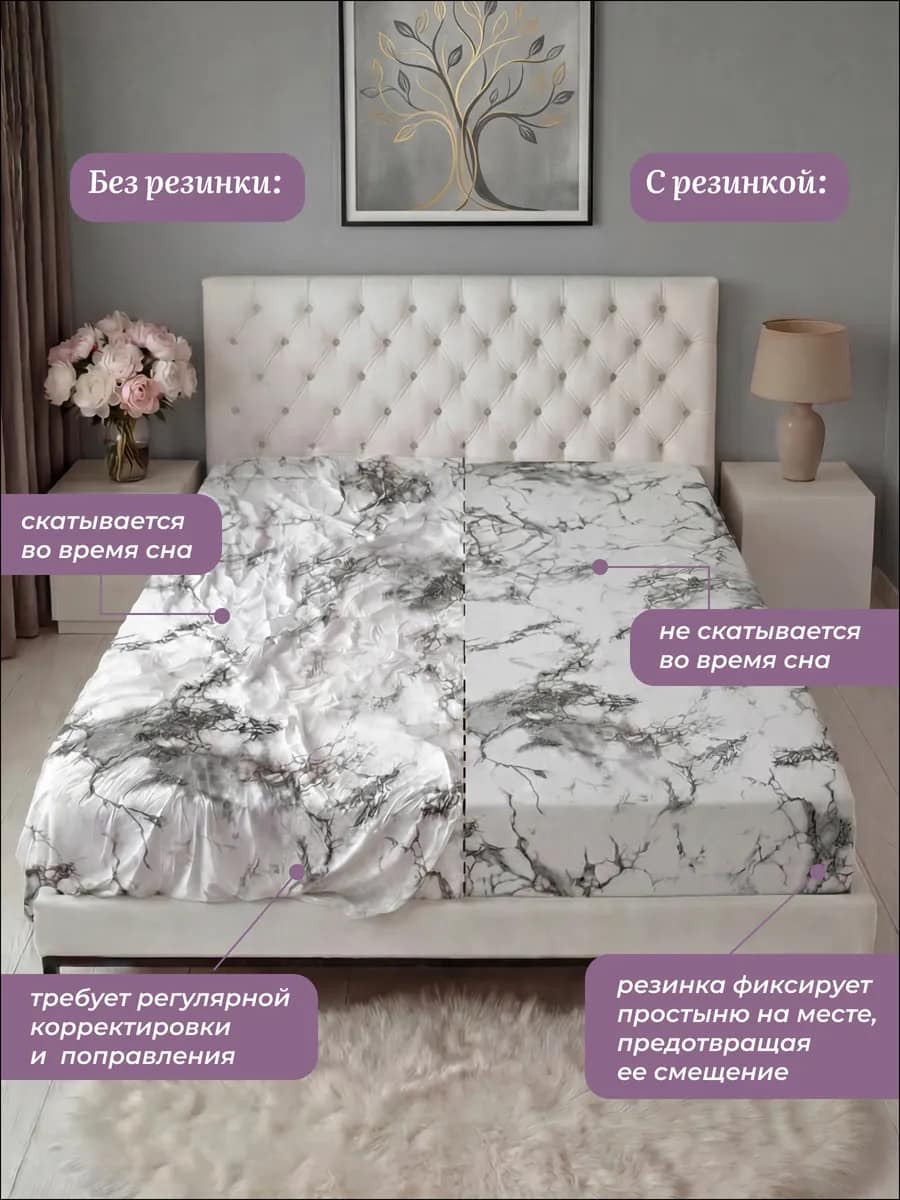 Без резинки:
С резинкой:
скатывается
во время сна
не скатывается
во время сна
требует регулярной
корректировки
и поправления
резинка фиксирует
простыню на месте,
предотвращая
ее смещение